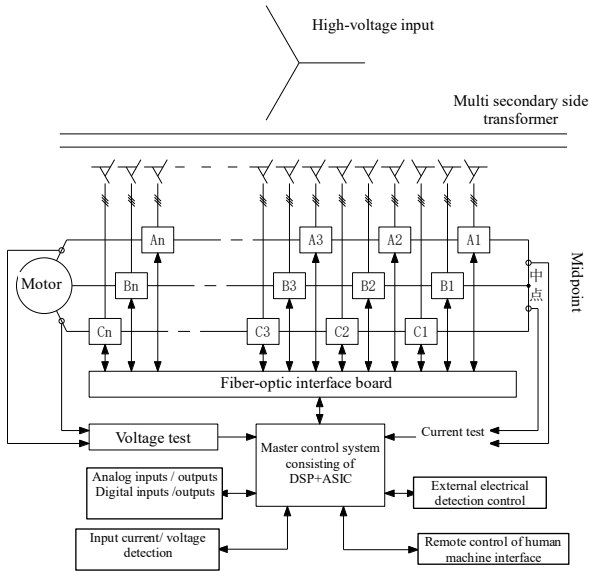 High-voltage input
Multi secondary side
transformer
An
A3
A2
A1
Motor
Bn
B3
B2
B1
中
点
Midpoint
Cn
C3
C2
C1
Fiber-optic interface board
Voltage test
Master control system
consisting of
DSP+ASIC
Current test
Analog inputs / outputs
Digital inputs /outputs
External electrical
detection control
Input current/ voltage
detection
Remote control of human
machine interface